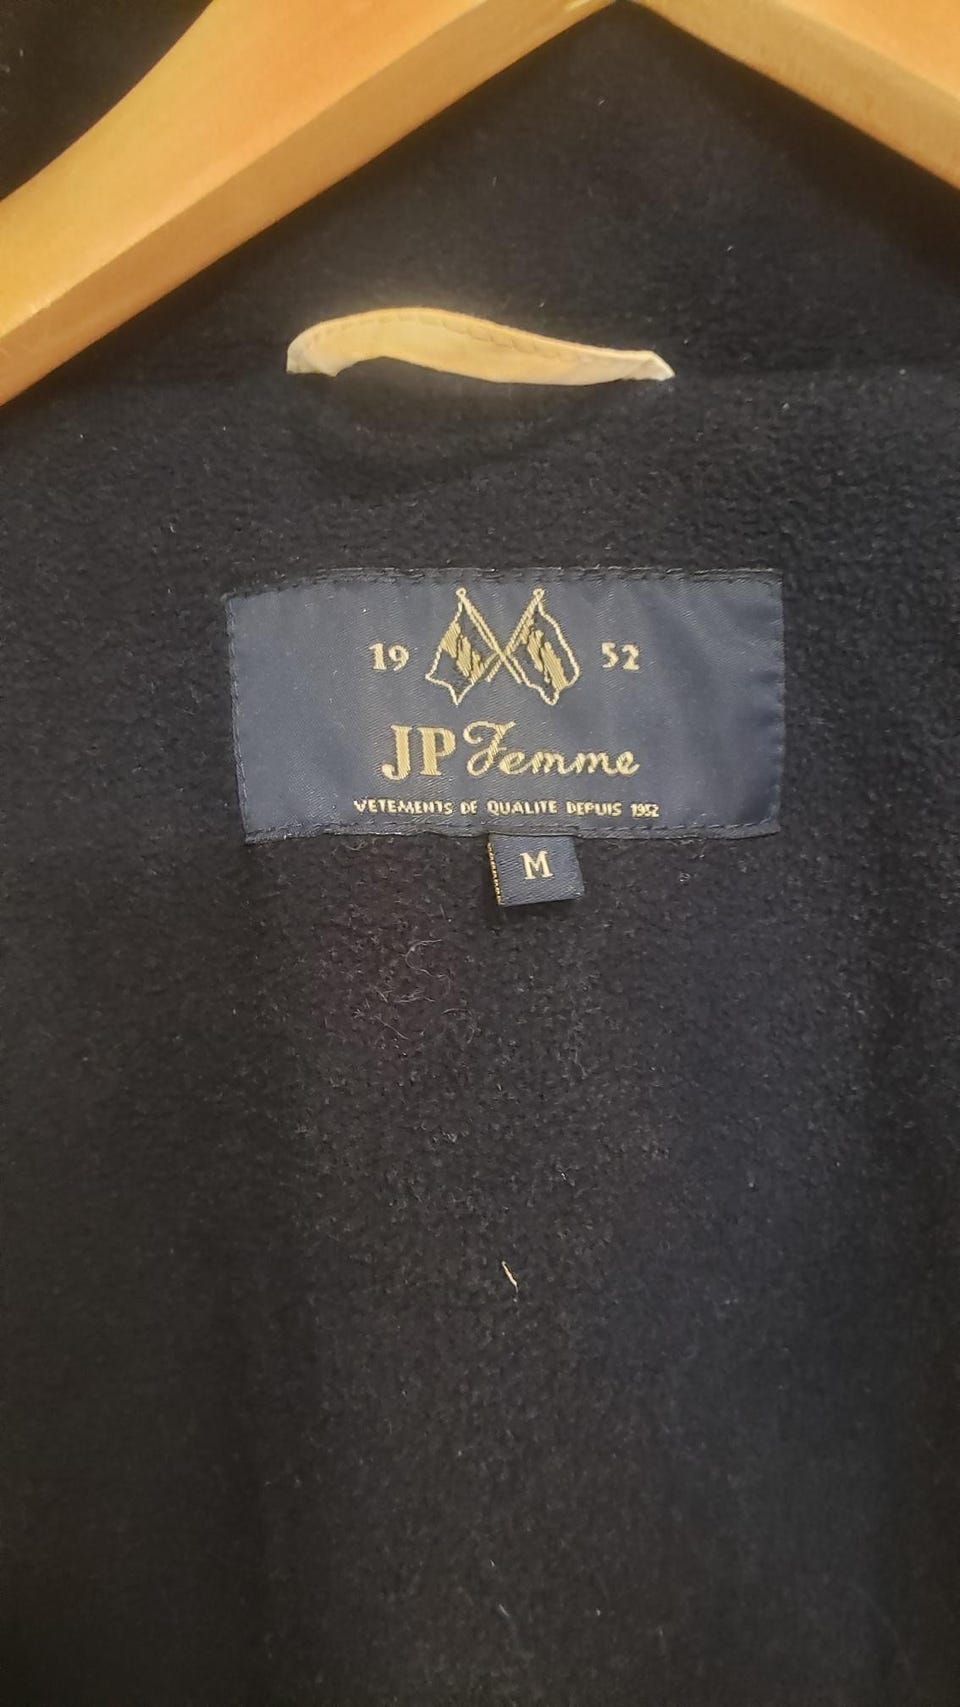 19 52
JP Femme
VETEMENTS DE QUALITE DEPUIS 1952
M